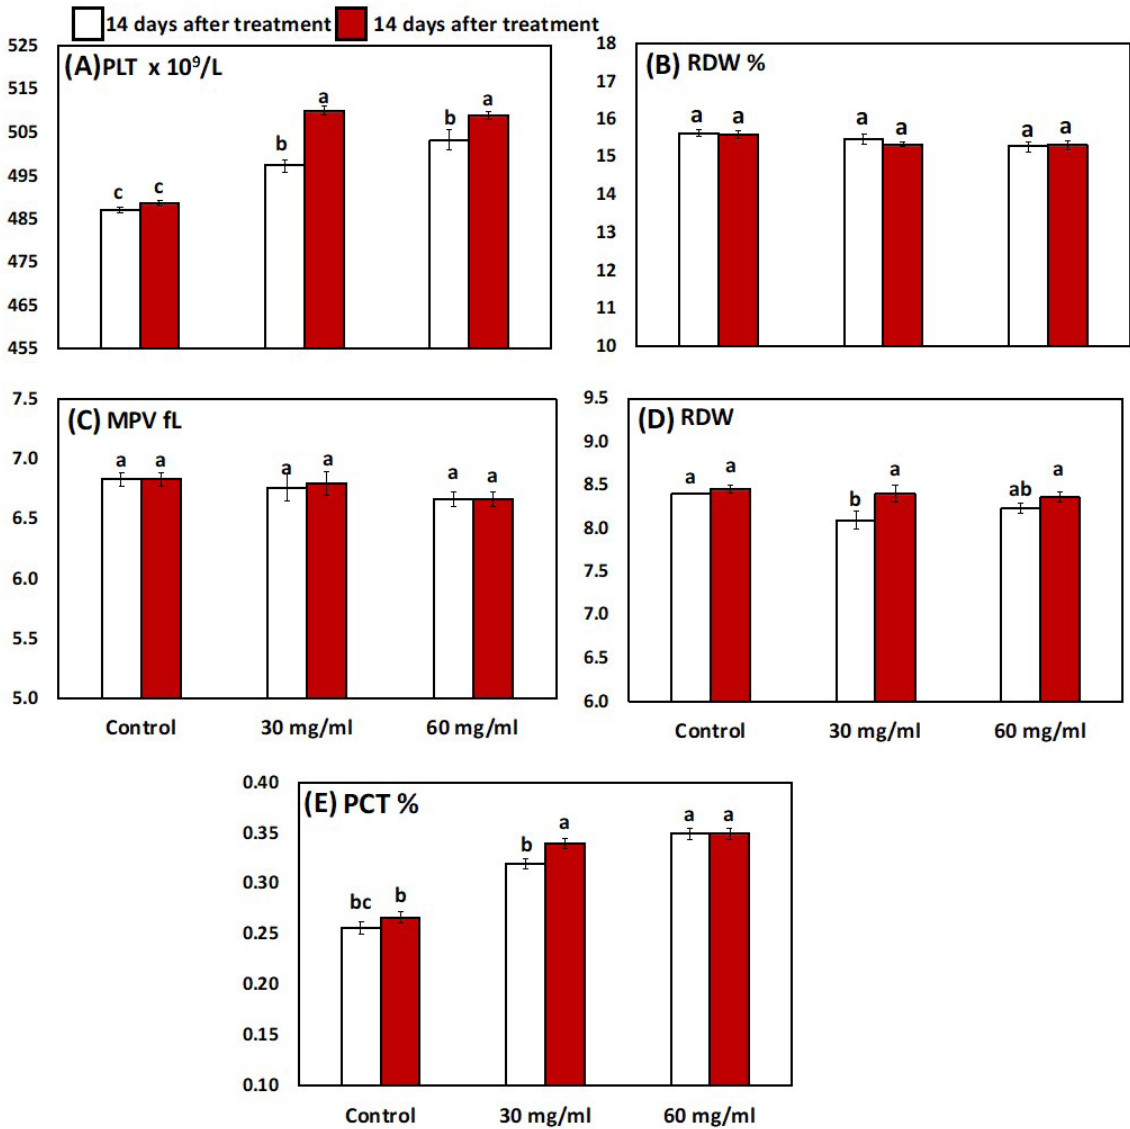 14 days after treatment 14 days after treatment
(A) PLT x 10⁹/L
525
515
505
495
485
475
465
455
c c b a b a
(B) RDW %
18
17
16
15
14
13
12
11
10
a a a a a a
(C) MPV fL
7.5
7.0
6.5
6.0
5.5
5.0
a a a a a a
Control 30 mg/ml 60 mg/ml
(D) RDW
9.5
9.0
8.5
8.0
7.5
7.0
6.5
6.0
a a b a ab a
Control 30 mg/ml 60 mg/ml
(E) PCT %
0.40
0.35
0.30
0.25
0.20
0.15
0.10
bc b b a a a
Control 30 mg/ml 60 mg/ml